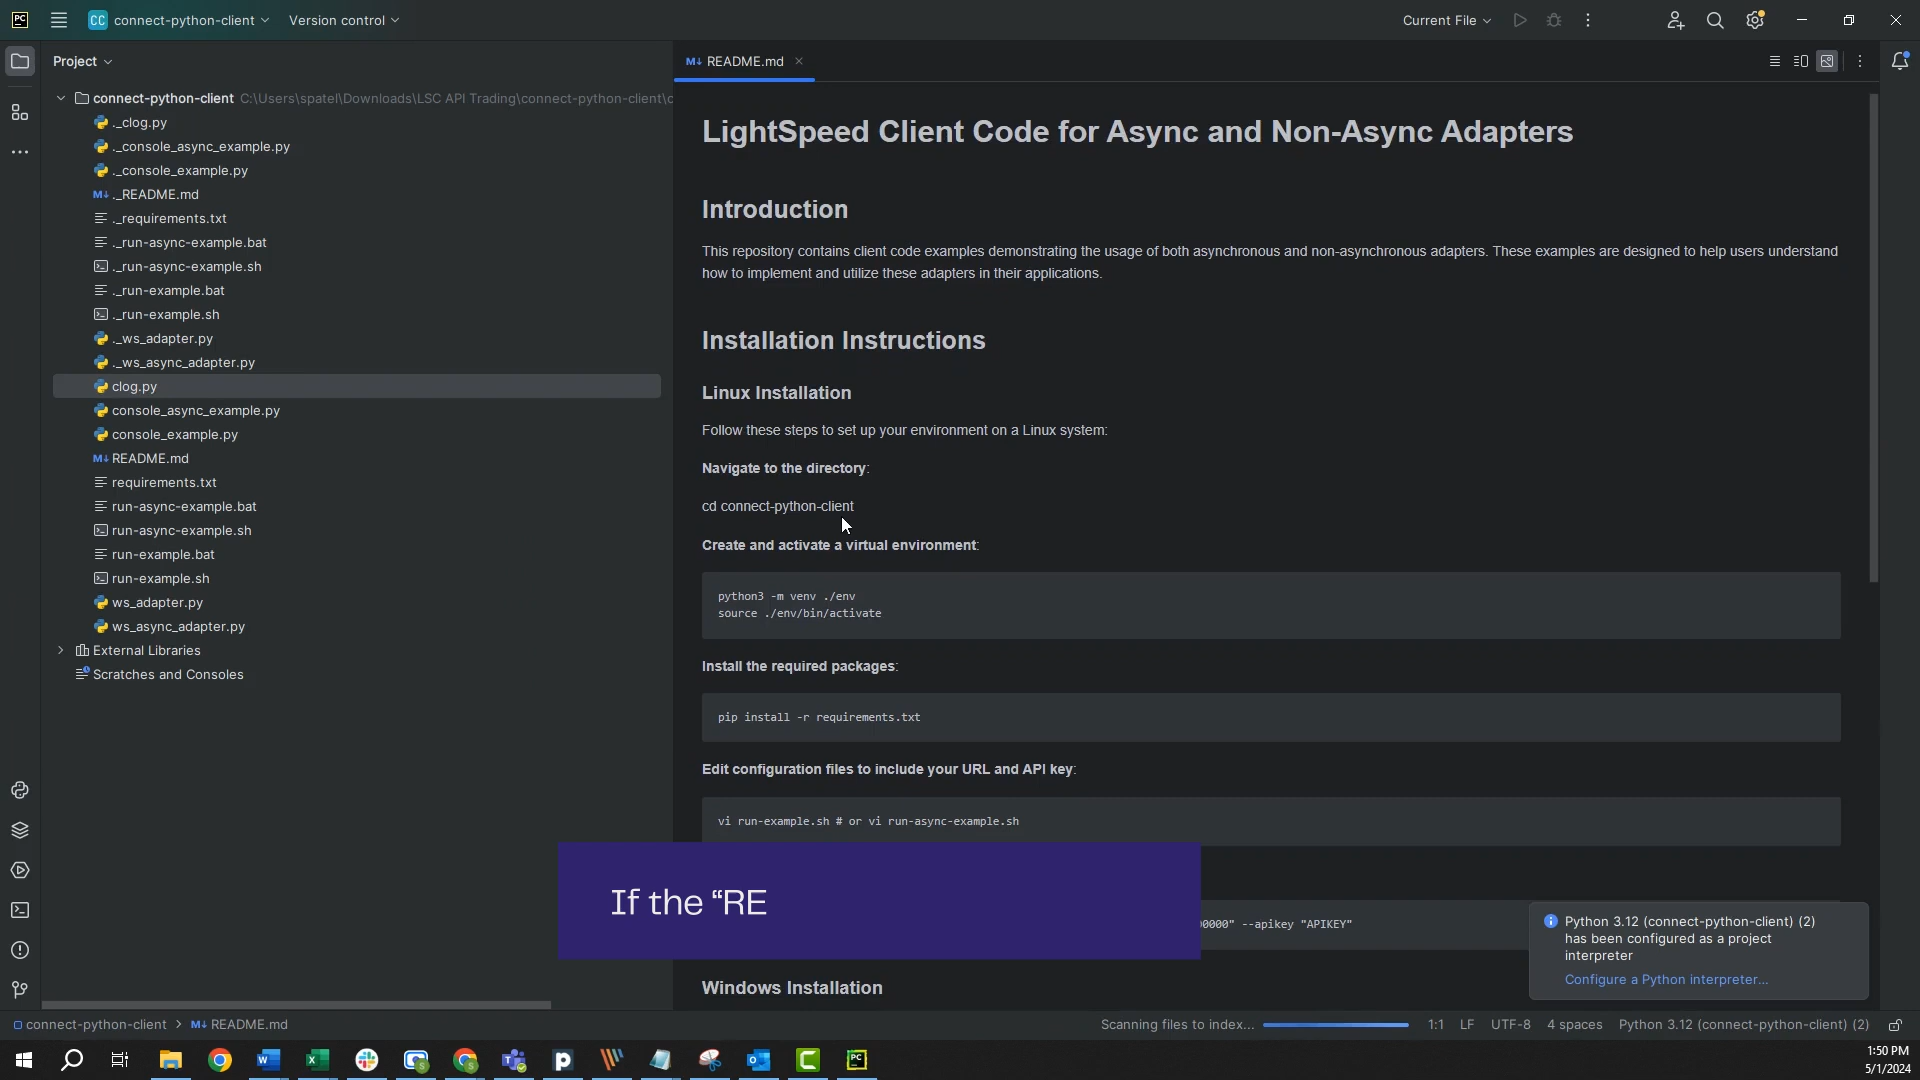 PC
CC connect-python-client
Version control
Current File
Project
M↓ README.md
connect-python-client C:\Users\spatel\Downloads\LSC API Trading\connect-python-client\c
._clog.py
._console_async_example.py
._console_example.py
M↓ ._README.md
._requirements.txt
._run-async-example.bat
._run-async-example.sh
._run-example.bat
._run-example.sh
._ws_adapter.py
._ws_async_adapter.py
clog.py
console_async_example.py
console_example.py
M↓ README.md
requirements.txt
run-async-example.bat
run-async-example.sh
run-example.bat
run-example.sh
ws_adapter.py
ws_async_adapter.py
External Libraries
Scratches and Consoles
LightSpeed Client Code for Async and Non-Async Adapters
Introduction
This repository contains client code examples demonstrating the usage of both asynchronous and non-asynchronous adapters. These examples are designed to help users understand
how to implement and utilize these adapters in their applications.
Installation Instructions
Linux Installation
Follow these steps to set up your environment on a Linux system:
Navigate to the directory:
cd connect-python-client
Create and activate a virtual environment:
python3 -m venv ./env
source ./env/bin/activate
Install the required packages:
pip install -r requirements.txt
Edit configuration files to include your URL and API key:
vi run-example.sh # or vi run-async-example.sh
If the “RE
0000" --apikey "APIKEY"
Windows Installation
Python 3.12 (connect-python-client) (2)
has been configured as a project
interpreter
Configure a Python interpreter...
connect-python-client > M↓ README.md
Scanning files to index...
1:1 LF UTF-8 4 spaces Python 3.12 (connect-python-client) (2)
1:50 PM
5/1/2024